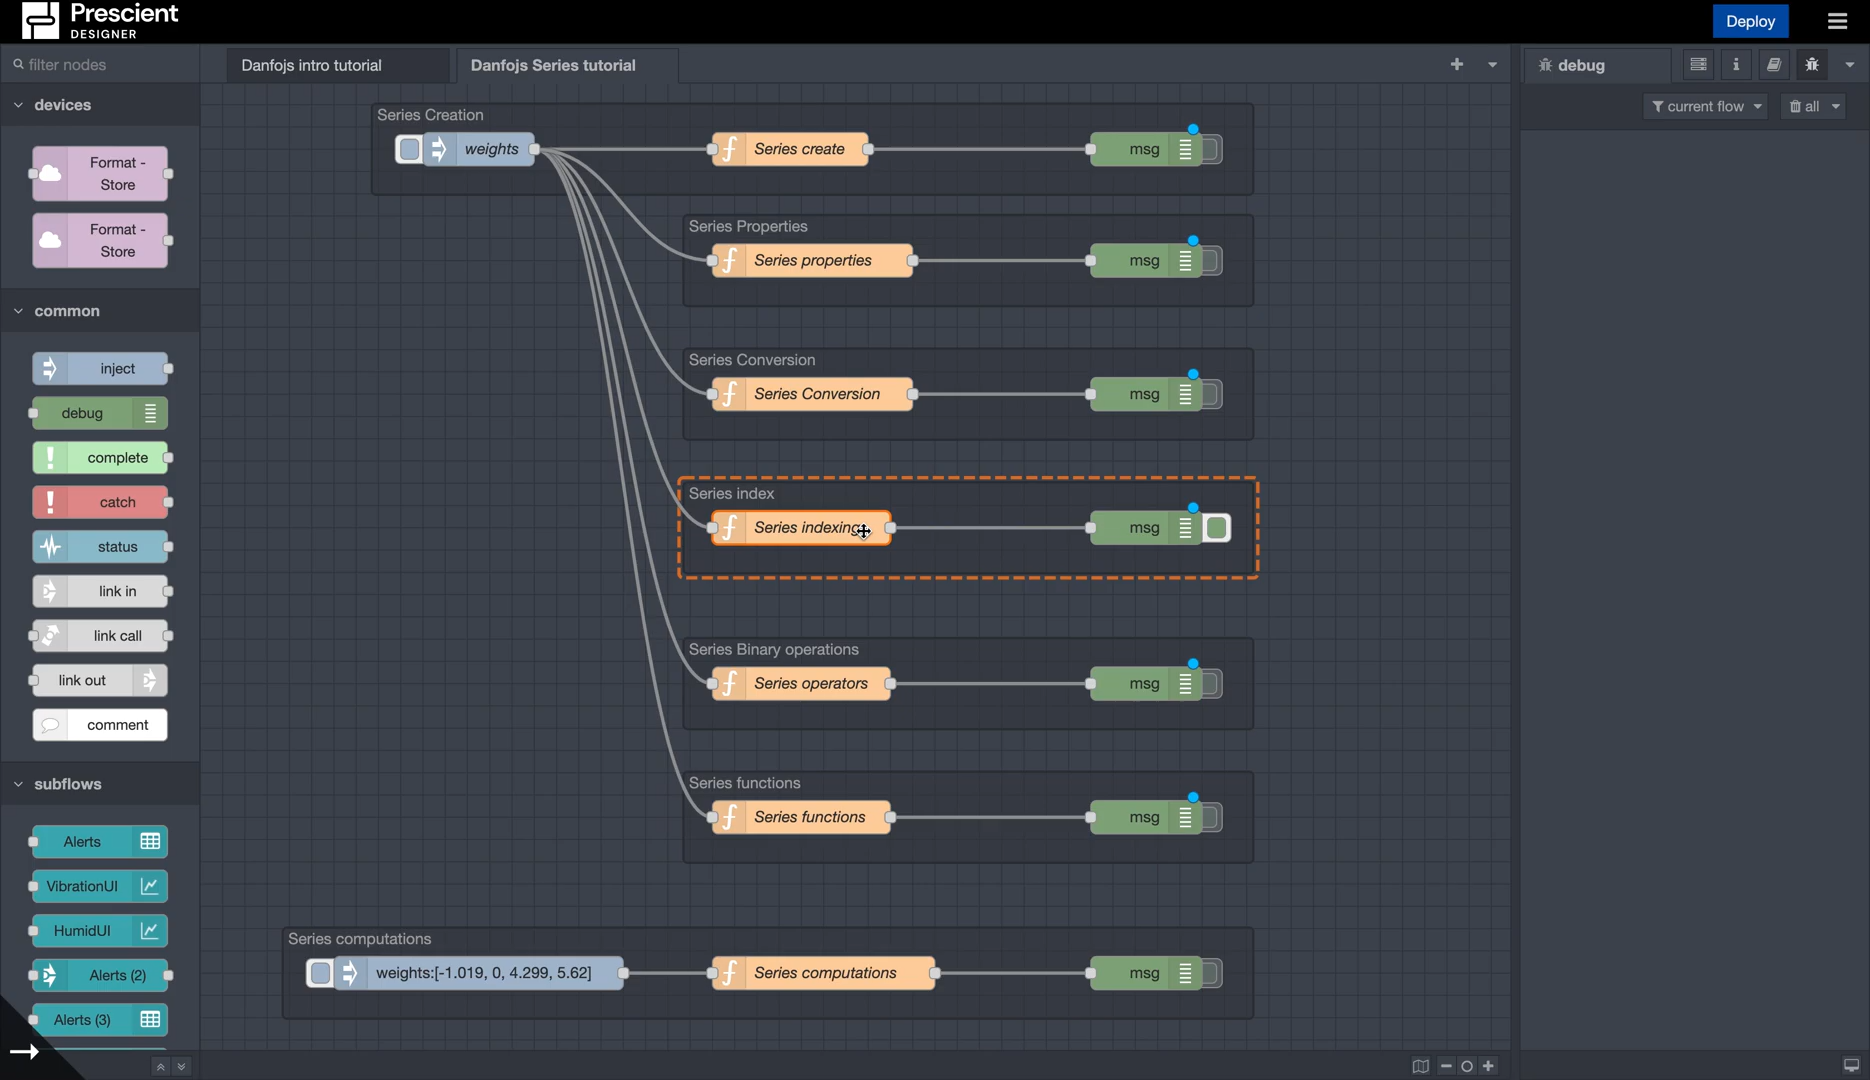 Prescient
DESIGNER
Deploy
filter nodes
Danfojs intro tutorial
Danfojs Series tutorial
debug
current flow
all
devices
Format -
Store
Format -
Store
common
inject
debug
complete
catch
status
link in
link call
link out
comment
subflows
Alerts
VibrationUI
HumidUI
Alerts (2)
Alerts (3)
Series Creation
weights
Series create
msg
Series Properties
Series properties
msg
Series Conversion
Series Conversion
msg
Series index
Series indexing
msg
Series Binary operations
Series operators
msg
Series functions
Series functions
msg
Series computations
weights:[-1.019, 0, 4.299, 5.62]
Series computations
msg